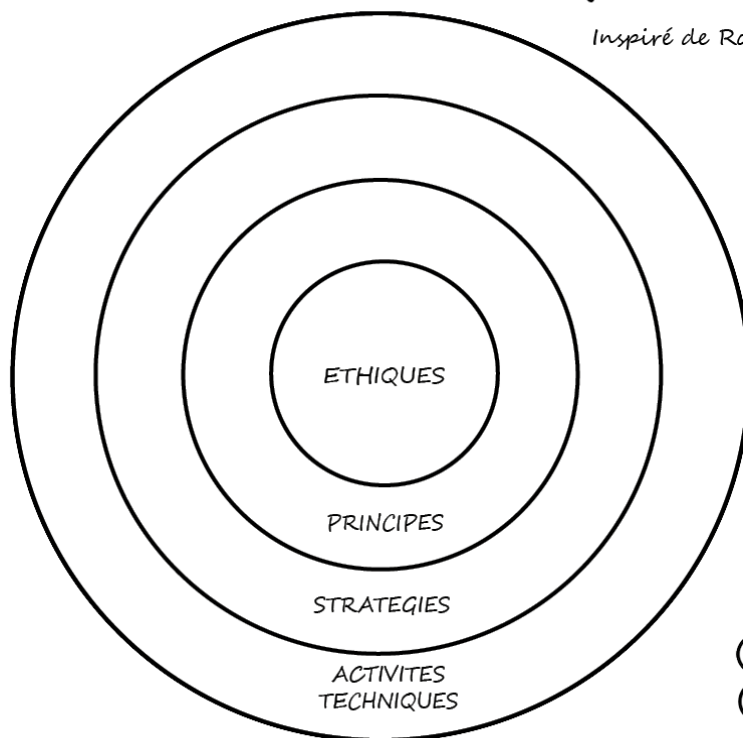 Inspiré de
ETHIQUES
PRINCIPES
STRATEGIES
ACTIVITES
TECHNIQUES